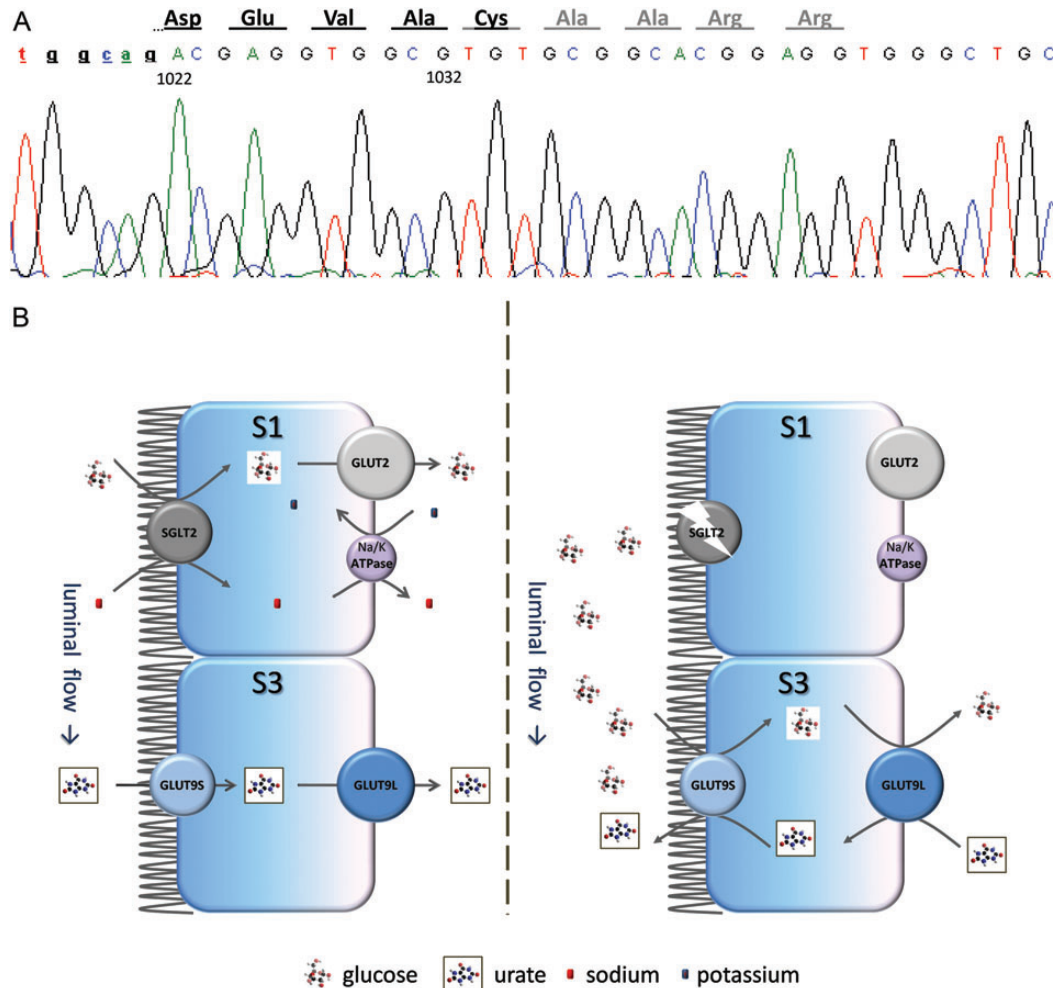 A
Asp Glu Val Ala Cys Ala Ala Arg Arg
...
t g g c a g A C G A G G T G G C G T G T G C G G C A C G G A G G T G G G C T G C
1022 1032
B
S1 S1
GLUT2 GLUT2
SGLT2 SGLT2
Na/K Na/K
ATPase ATPase
luminal flow → luminal flow →
S3 S3
GLUT9S GLUT9L GLUT9S GLUT9L
glucose urate sodium potassium